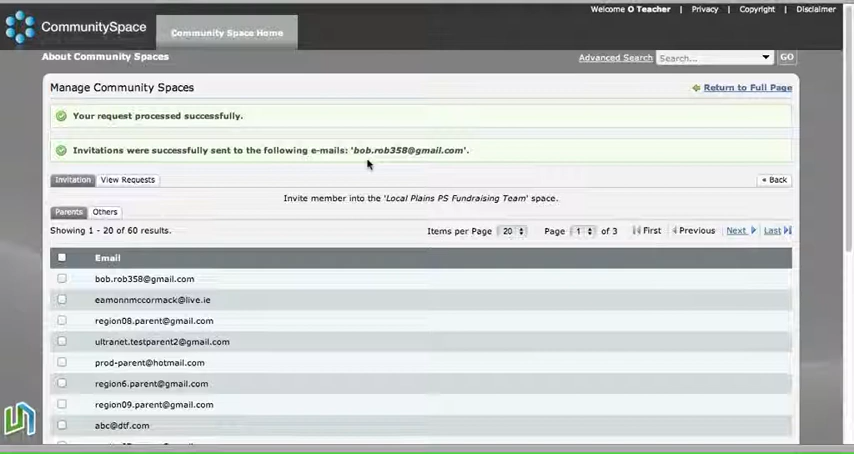 Welcome O Teacher | Privacy | Copyright | Disclaimer
CommunitySpace
Community Space Home
About Community Spaces
Advanced Search Search... GO
Manage Community Spaces
Return to Full Page
Your request processed successfully.
Invitations were successfully sent to the following e-mails: 'bob.rob358@gmail.com'.
Invitation View Requests
« Back
Invite member into the 'Local Plains PS Fundraising Team' space.
Parents Others
Showing 1 - 20 of 60 results. Items per Page 20 Page 1 of 3 First Previous Next Last
Email
bob.rob358@gmail.com
eamonnmccormack@live.ie
region08.parent@gmail.com
ultranet.testparent2@gmail.com
prod-parent@hotmail.com
region6.parent@gmail.com
region09.parent@gmail.com
abc@dtf.com